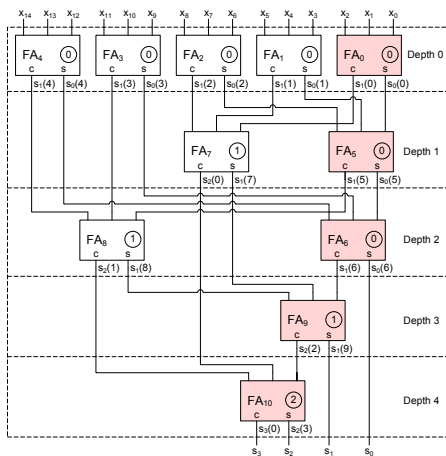 x14 x13 x12 x11 x10 x9 x8 x7 x6 x5 x4 x3 x2 x1 x0
FA4 0 FA3 0 FA2 0 FA1 0 FA0 0 Depth 0
c s c s c s c s c s
s1(4) s0(4) s1(3) s0(3) s1(2) s0(2) s1(1) s0(1) s1(0) s0(0)
FA7 1 FA5 0 Depth 1
c s c s
s2(0) s1(7) s1(5) s0(5)
FA8 1 FA6 0 Depth 2
c s c s
s2(1) s1(8) s1(6) s0(6)
FA9 1 Depth 3
c s
s2(2) s1(9)
FA10 2 Depth 4
c s
s3(0) s2(3)
s3 s2 s1 s0